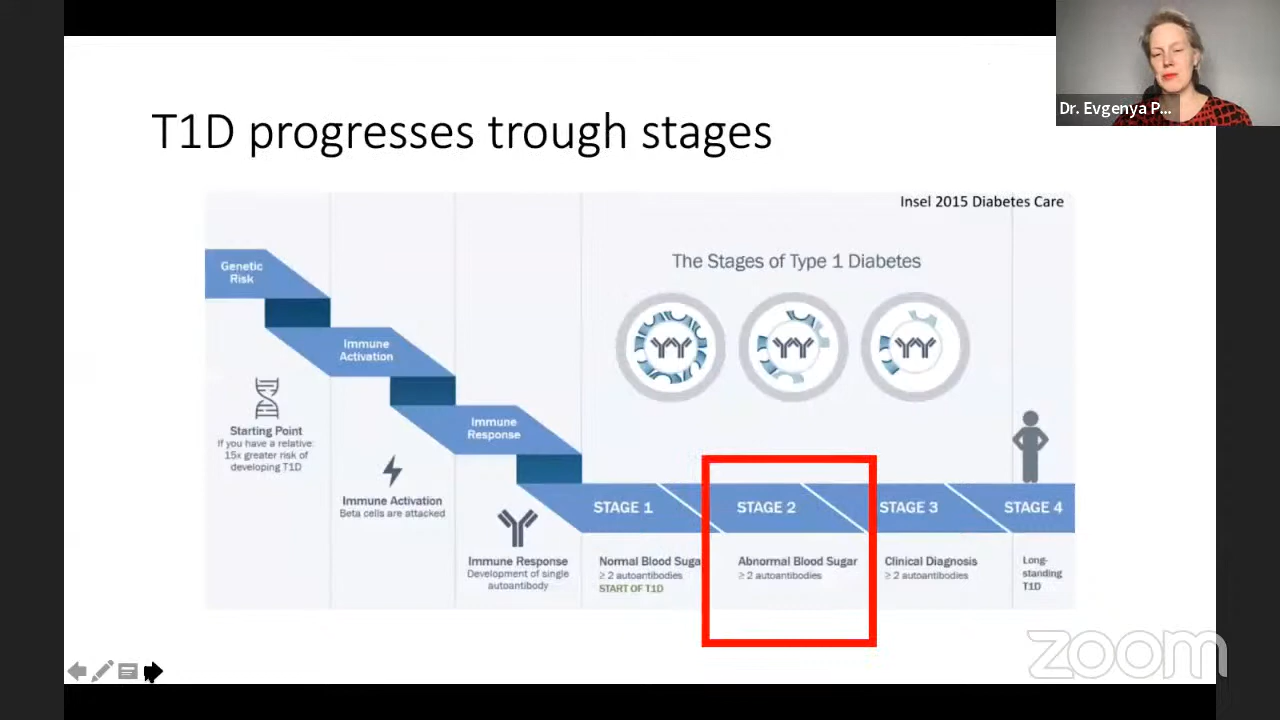 Dr. Evgenya P...
T1D progresses trough stages
Insel 2015 Diabetes Care
The Stages of Type 1 Diabetes
Genetic
Risk
Immune
Activation
Immune
Response
Starting Point
If you have a relative:
15x greater risk of
developing T1D
Immune Activation
Beta cells are attacked
Immune Response
Development of single
autoantibody
STAGE 1
STAGE 2
STAGE 3
STAGE 4
Normal Blood Suga
≥ 2 autoantibodies
START OF T1D
Abnormal Blood Sugar
≥ 2 autoantibodies
Clinical Diagnosis
≥ 2 autoantibodies
Long-
standing
T1D
zoom